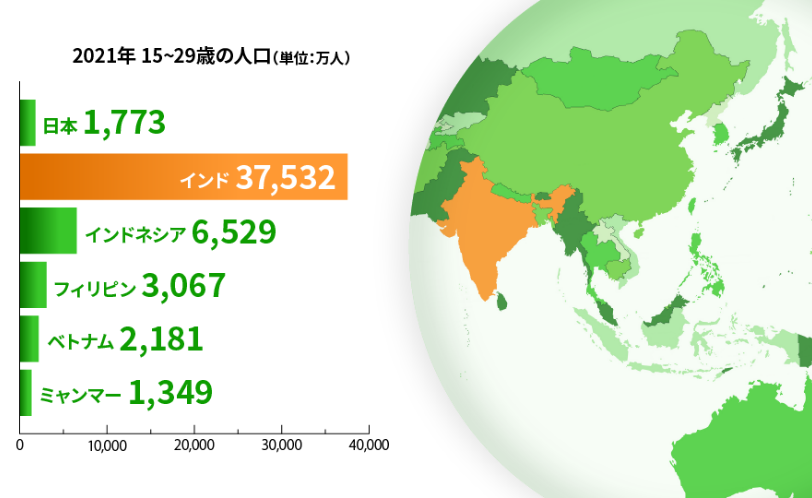 2021年 15~29歳の人口(単位:万人)
日本 1,773
インド 37,532
インドネシア 6,529
フィリピン 3,067
ベトナム 2,181
ミャンマー 1,349
0 10,000 20,000 30,000 40,000